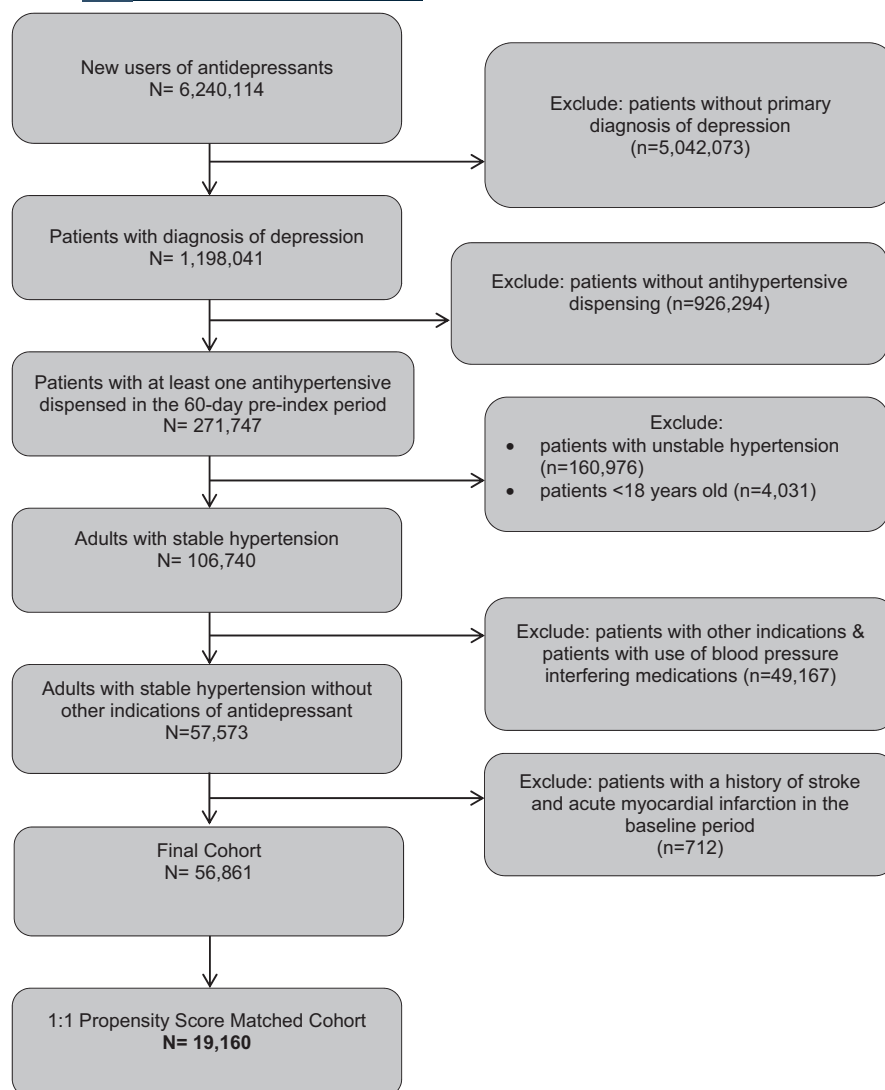 New users of antidepressants
N= 6,240,114
Exclude: patients without primary
diagnosis of depression
(n=5,042,073)
Patients with diagnosis of depression
N= 1,198,041
Exclude: patients without antihypertensive
dispensing (n=926,294)
Patients with at least one antihypertensive
dispensed in the 60-day pre-index period
N= 271,747
Exclude:
• patients with unstable hypertension
(n=160,976)
• patients <18 years old (n=4,031)
Adults with stable hypertension
N= 106,740
Exclude: patients with other indications &
patients with use of blood pressure
interfering medications (n=49,167)
Adults with stable hypertension without
other indications of antidepressant
N=57,573
Exclude: patients with a history of stroke
and acute myocardial infarction in the
baseline period
(n=712)
Final Cohort
N= 56,861
1:1 Propensity Score Matched Cohort
N= 19,160